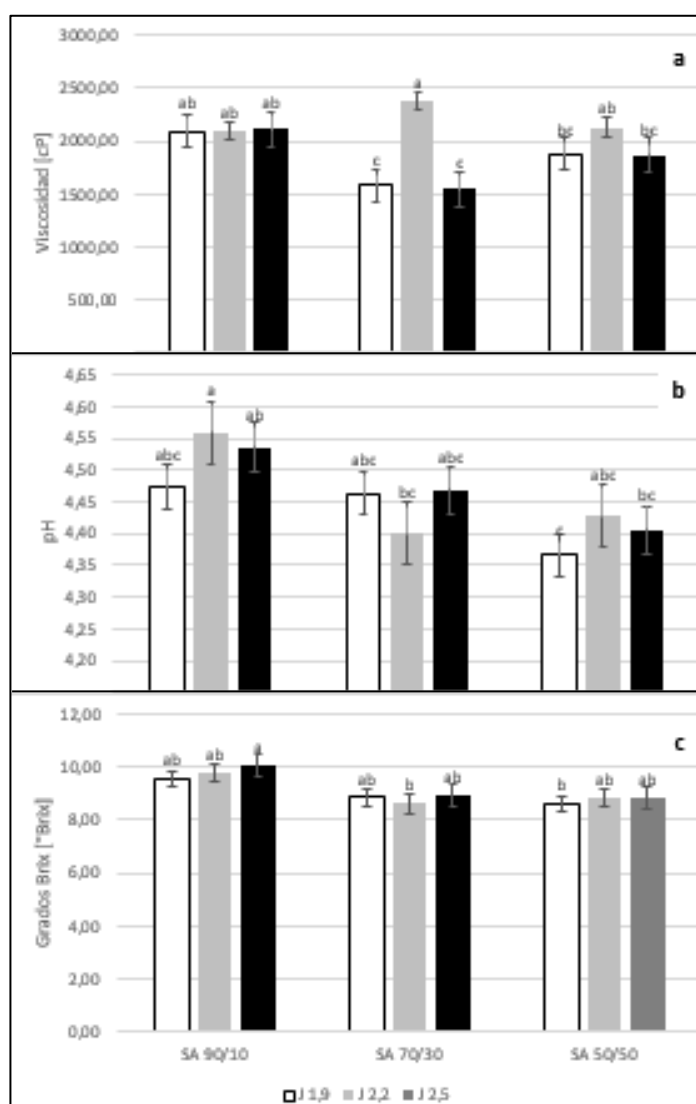 3000,00
a
2500,00
2000,00
1500,00
1000,00
500,00
Viscosidad [cP]
ab ab ab c a c bc ab bc
4,65
b
4,60
4,55
4,50
4,45
4,40
4,35
4,30
4,25
4,20
pH
abc a ab abc bc abc c abc bc
12,00
c
10,00
8,00
6,00
4,00
2,00
0,00
Grados Brix [°Brix]
ab ab a ab b ab b ab ab
SA 90/10 SA 70/30 SA 50/50
J 1,9 J 2,2 J 2,5